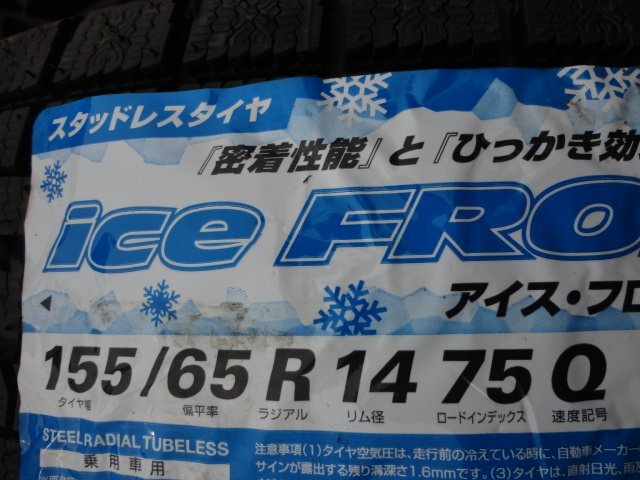 スタッドレスタイヤ
『密着性能』と『ひっかき効
ice FRO
アイス・フロ
155/65 R 14 75 Q
タイヤ幅 偏平率 ラジアル リム径 ロードインデックス 速度記号
STEEL RADIAL TUBELESS
乗用車用
注意事項(1)タイヤ空気圧は、走行前の冷えている時に、自動車メーカー
サインが露出する残り溝深さ1.6mmです。(3)タイヤは、直射日光、雨